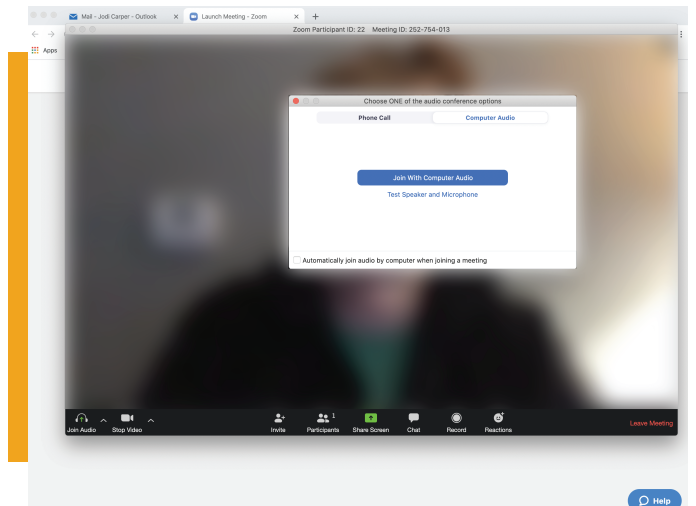 Mail - Jodi Carper - Outlook
Launch Meeting - Zoom
Zoom Participant ID: 22 Meeting ID: 252-754-013
Apps
Choose ONE of the audio conference options
Phone Call
Computer Audio
Join With Computer Audio
Test Speaker and Microphone
Automatically join audio by computer when joining a meeting
1
Join Audio
Stop Video
Invite
Participants
Share Screen
Chat
Record
Reactions
Leave Meeting
Help